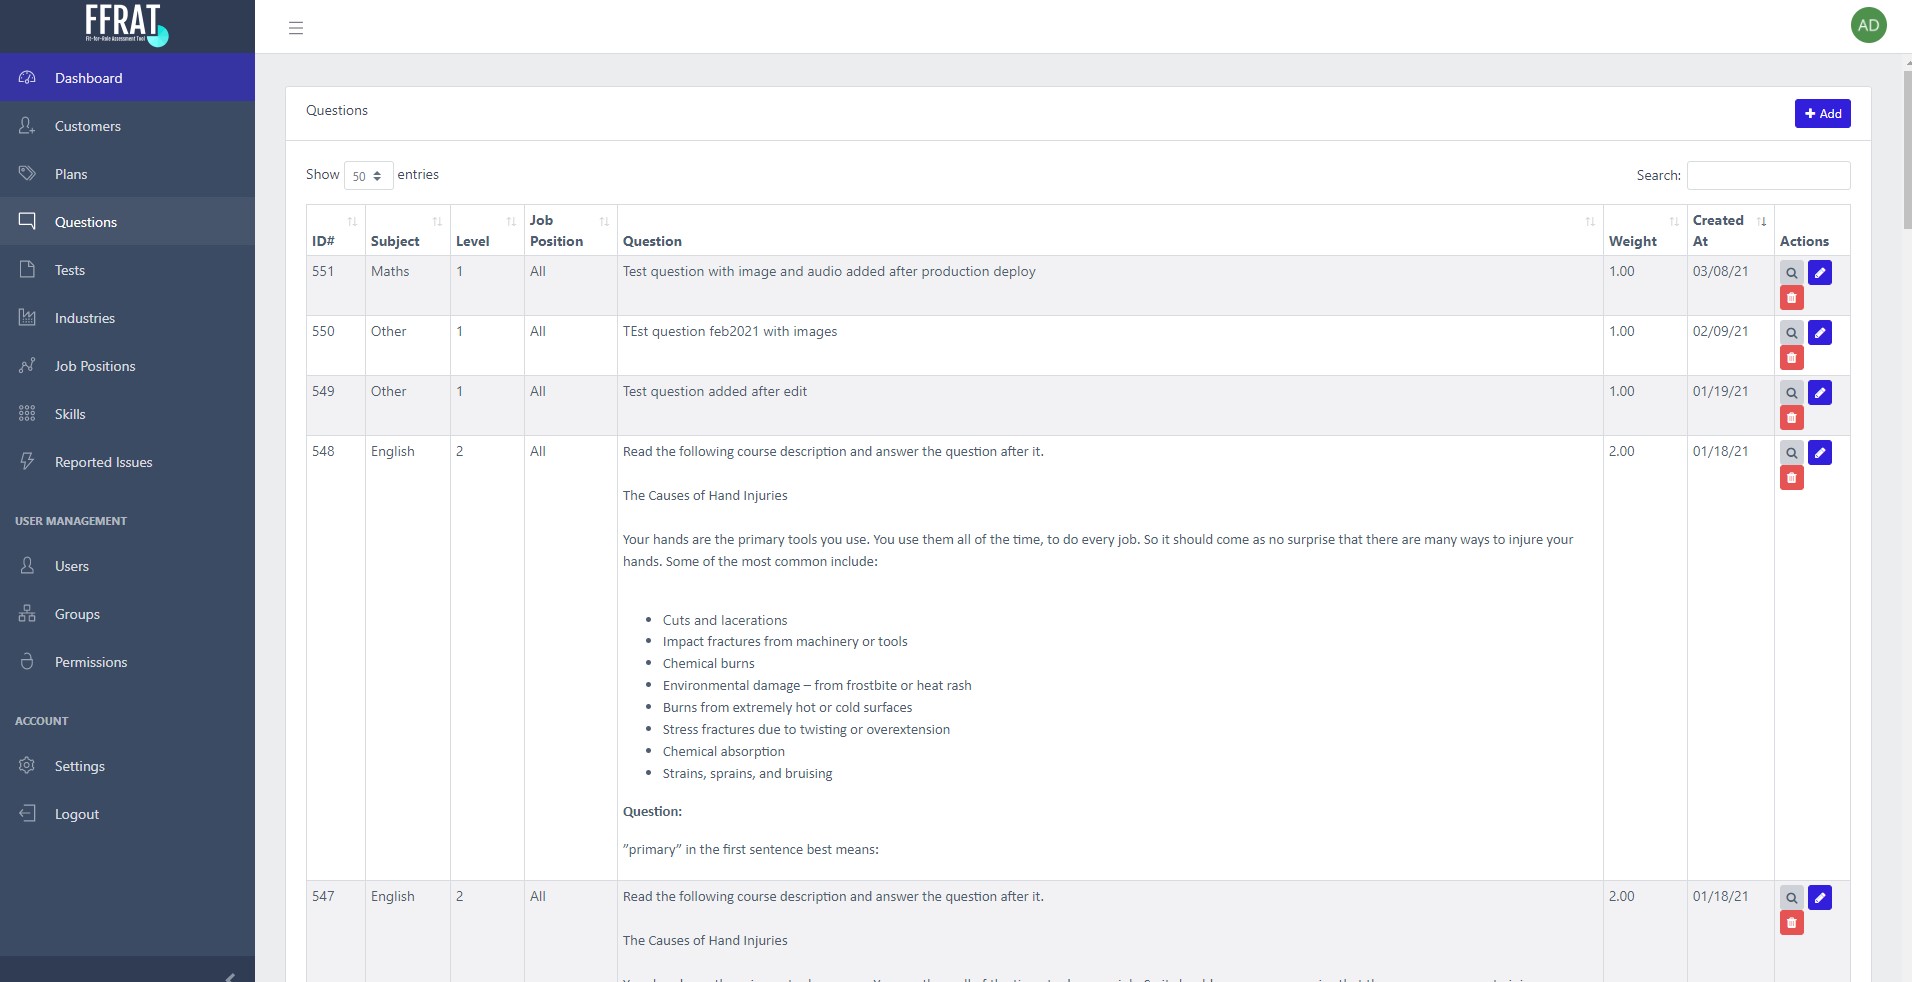 FFRAT
Fit-for-Role Assessment Tool
AD
Dashboard
Customers
Plans
Questions
Tests
Industries
Job Positions
Skills
Reported Issues
USER MANAGEMENT
Users
Groups
Permissions
ACCOUNT
Settings
Logout
Questions
Add
Show 50 entries
Search:
ID# Subject Level Job Position Question Weight Created At Actions
551 Maths 1 All Test question with image and audio added after production deploy 1.00 03/08/21
550 Other 1 All TEst question feb2021 with images 1.00 02/09/21
549 Other 1 All Test question added after edit 1.00 01/19/21
548 English 2 All Read the following course description and answer the question after it. 2.00 01/18/21
The Causes of Hand Injuries
Your hands are the primary tools you use. You use them all of the time, to do every job. So it should come as no surprise that there are many ways to injure your
hands. Some of the most common include:
Cuts and lacerations
Impact fractures from machinery or tools
Chemical burns
Environmental damage – from frostbite or heat rash
Burns from extremely hot or cold surfaces
Stress fractures due to twisting or overextension
Chemical absorption
Strains, sprains, and bruising
Question:
”primary” in the first sentence best means:
547 English 2 All Read the following course description and answer the question after it. 2.00 01/18/21
The Causes of Hand Injuries